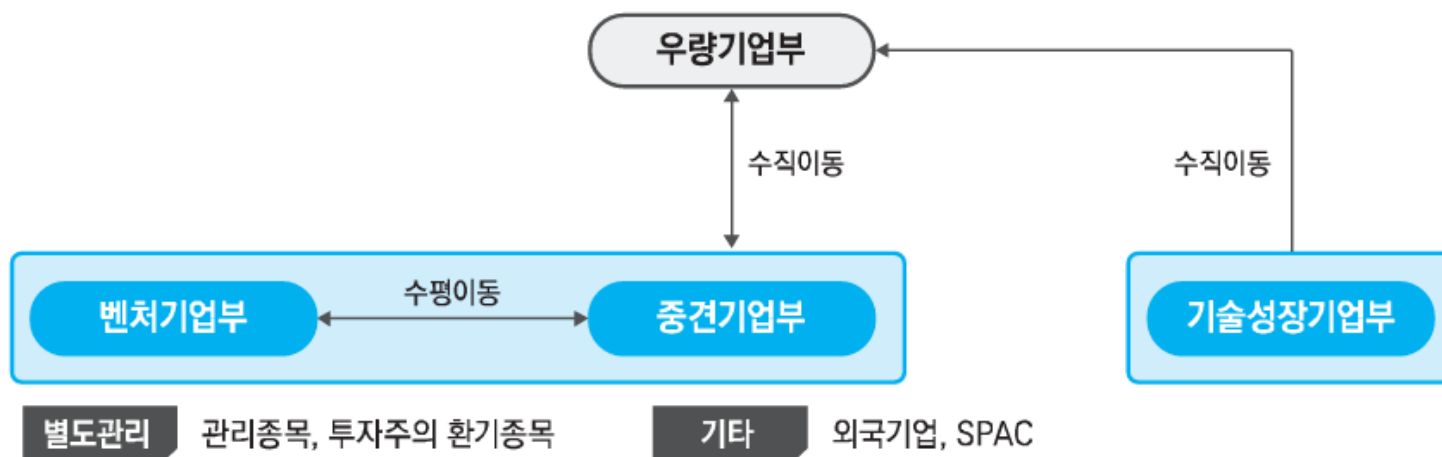 우량기업부
수직이동
수직이동
벤처기업부
수평이동
중견기업부
기술성장기업부
별도관리 관리종목, 투자주의 환기종목
기타 외국기업, SPAC